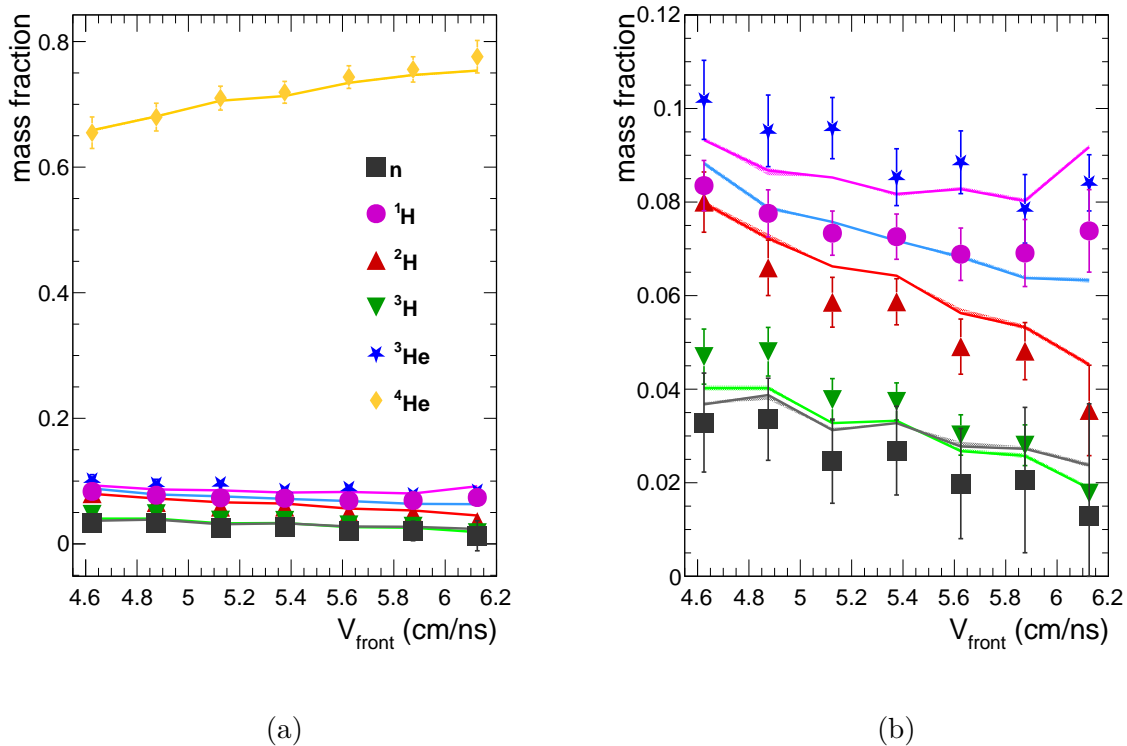 mass fraction
0.8
0.6
0.4
0.2
0
n
¹H
²H
³H
³He
⁴He
4.6 4.8 5 5.2 5.4 5.6 5.8 6 6.2
V_front (cm/ns)
(a)
mass fraction
0.12
0.1
0.08
0.06
0.04
0.02
0
4.6 4.8 5 5.2 5.4 5.6 5.8 6 6.2
V_front (cm/ns)
(b)